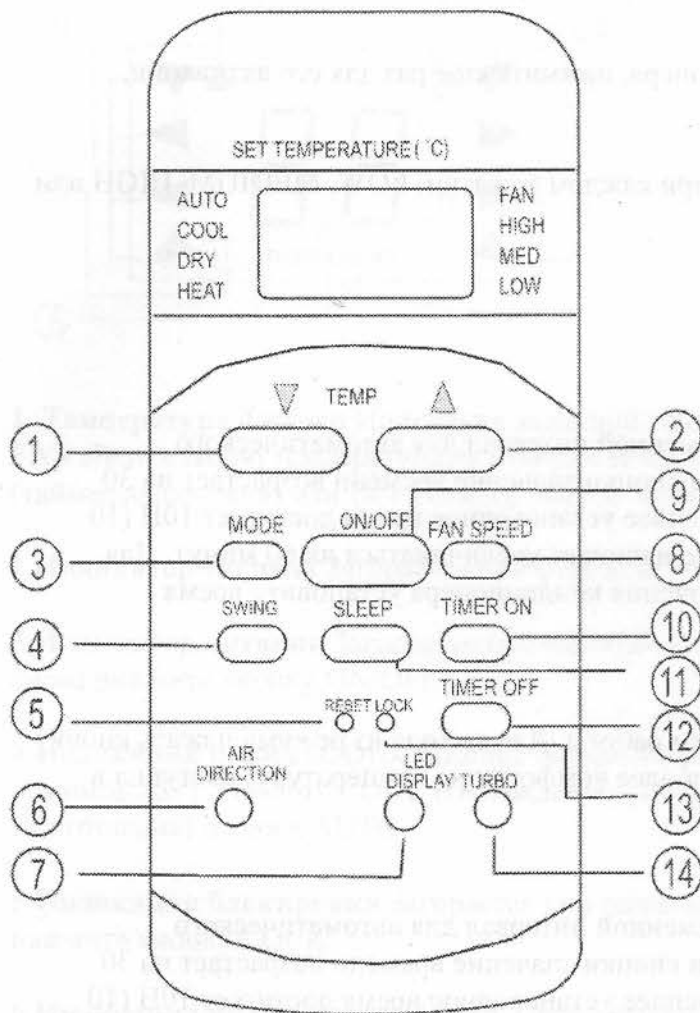 SET TEMPERATURE (°C)
AUTO
COOL
DRY
HEAT
FAN
HIGH
MED
LOW
TEMP
1
2
9
MODE
ON/OFF
FAN SPEED
3
8
SWING
SLEEP
TIMER ON
4
10
11
TIMER OFF
5
RESET LOCK
12
AIR
DIRECTION
LED
DISPLAY TURBO
6
13
7
14